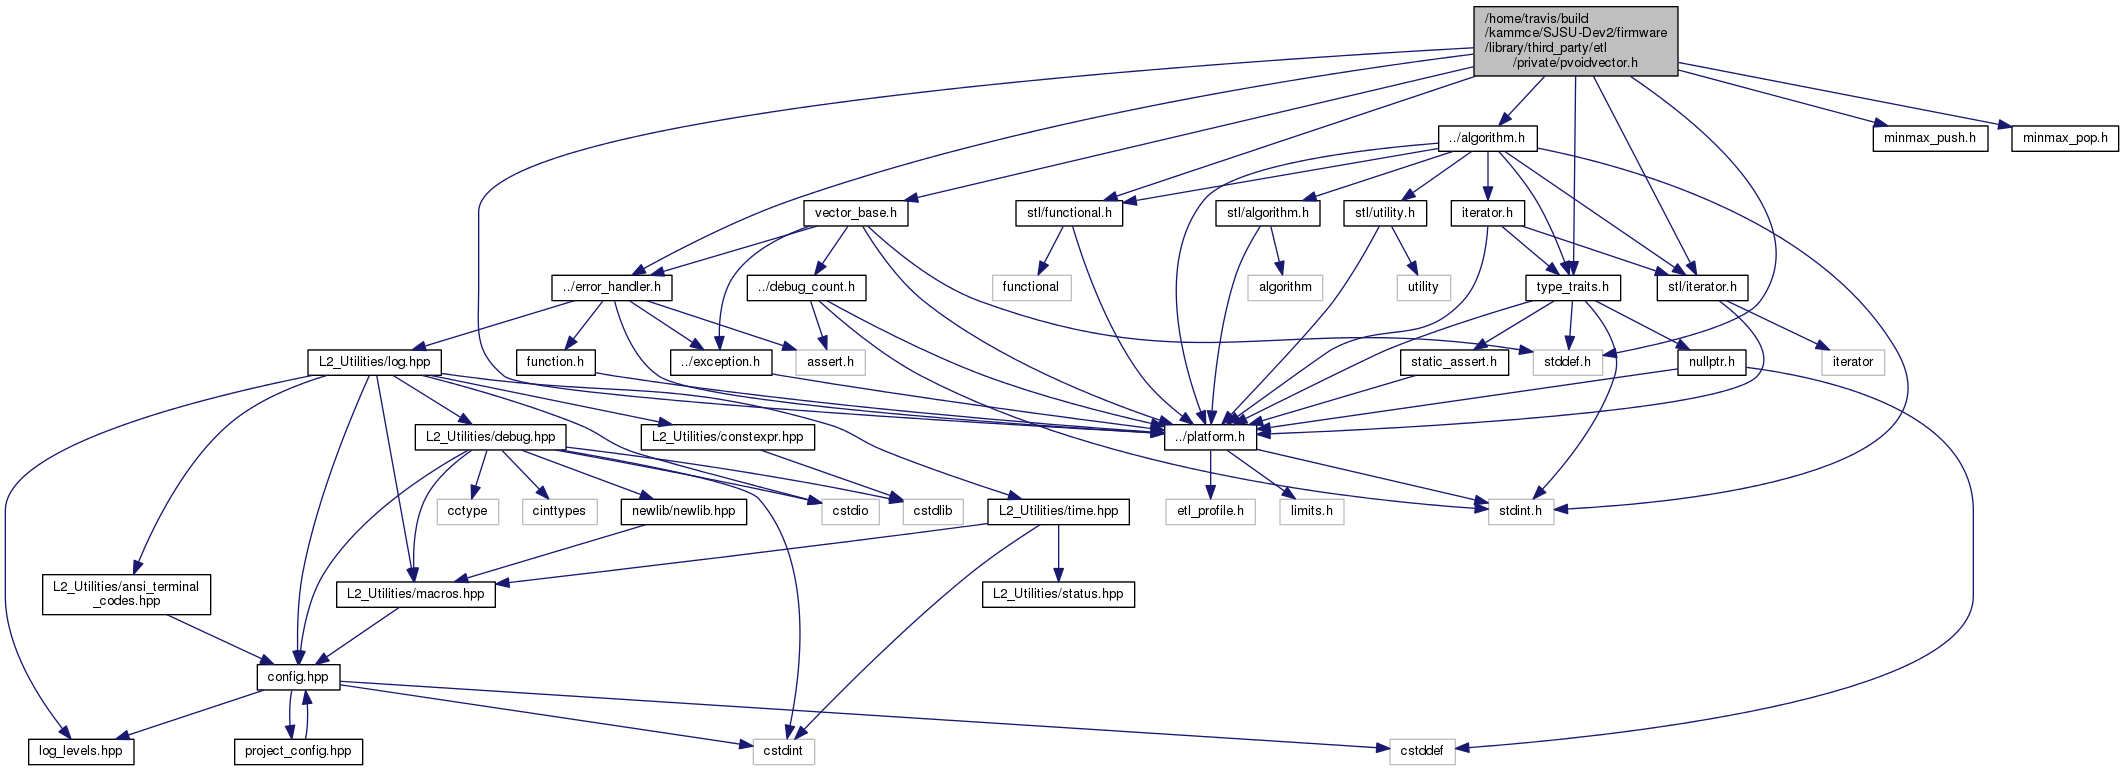 /home/travis/build
/kammce/SJSU-Dev2/firmware
/library/third_party/etl
/private/pvoidvector.h
../algorithm.h
minmax_push.h
minmax_pop.h
vector_base.h
stl/functional.h
stl/algorithm.h
stl/utility.h
iterator.h
../error_handler.h
../debug_count.h
functional
algorithm
utility
type_traits.h
stl/iterator.h
L2_Utilities/log.hpp
function.h
../exception.h
assert.h
static_assert.h
stddef.h
nullptr.h
iterator
L2_Utilities/debug.hpp
L2_Utilities/constexpr.hpp
../platform.h
cctype
cinttypes
newlib/newlib.hpp
cstdio
cstdlib
L2_Utilities/time.hpp
etl_profile.h
limits.h
stdint.h
L2_Utilities/ansi_terminal
_codes.hpp
L2_Utilities/macros.hpp
L2_Utilities/status.hpp
config.hpp
log_levels.hpp
project_config.hpp
cstdint
cstddef